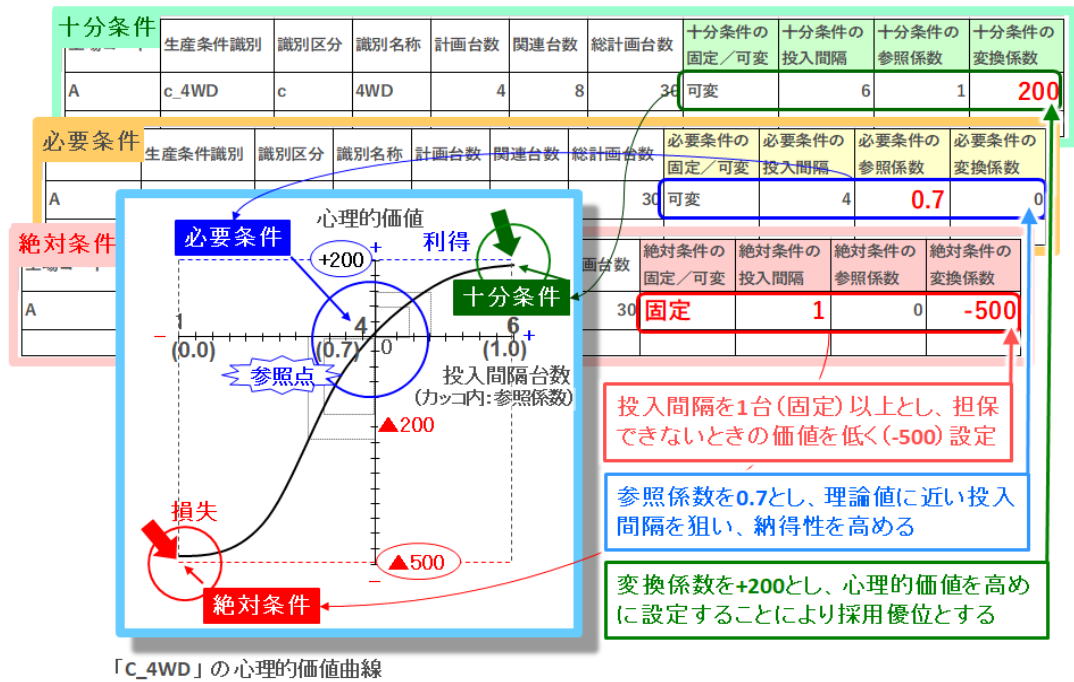 十分条件
生産条件識別 識別区分 識別名称 計画台数 関連台数 総計画台数 十分条件の固定／可変 十分条件の投入間隔 十分条件の参照係数 十分条件の変換係数
A c_4WD c 4WD 4 8 30 可変 6 1 200
必要条件
生産条件識別 識別区分 識別名称 計画台数 関連台数 総計画台数 必要条件の固定／可変 必要条件の投入間隔 必要条件の参照係数 必要条件の変換係数
A 30 可変 4 0.7 0
絶対条件
画台数 絶対条件の固定／可変 絶対条件の投入間隔 絶対条件の参照係数 絶対条件の変換係数
A 30 固定 1 0 -500
心理的価値
必要条件
+200
+
利得
十分条件
1 4 6
− 0 +
(0.0) (0.7) (1.0)
参照点
投入間隔台数
(カッコ内:参照係数)
▲200
損失
▲500
−
絶対条件
投入間隔を1台(固定)以上とし、担保
できないときの価値を低く(-500)設定
参照係数を0.7とし、理論値に近い投入
間隔を狙い、納得性を高める
変換係数を+200とし、心理的価値を高め
に設定することにより採用優位とする
「C_4WD」の心理的価値曲線